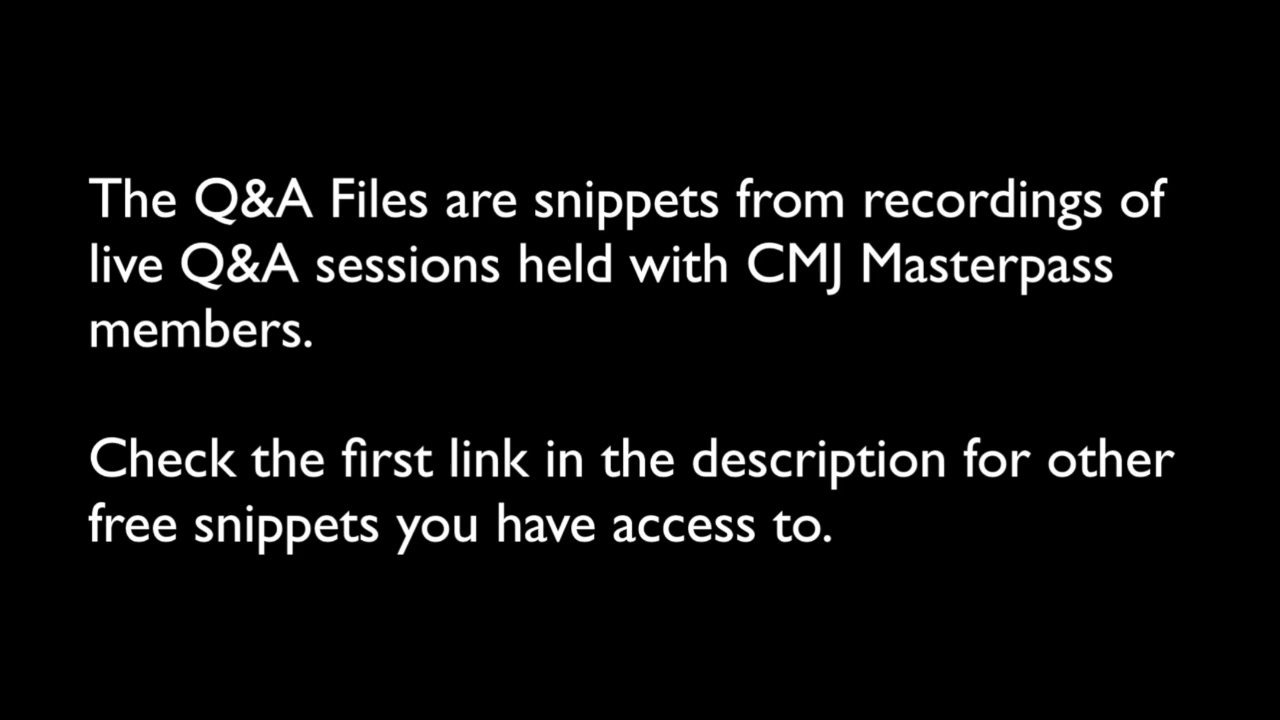 The Q&A Files are snippets from recordings of
live Q&A sessions held with CMJ Masterpass
members.
Check the first link in the description for other
free snippets you have access to.